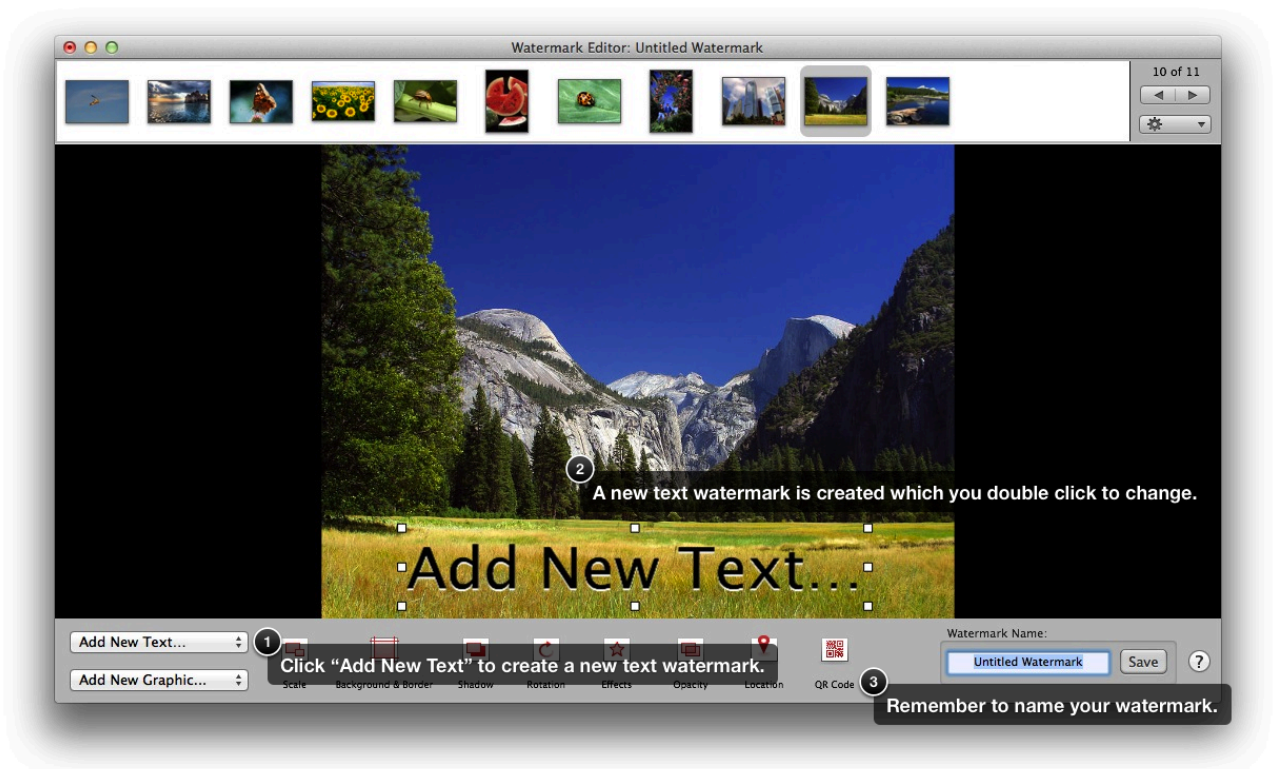 Watermark Editor: Untitled Watermark
10 of 11
2
A new text watermark is created which you double click to change.
Add New Text...
Add New Text...
1
Click “Add New Text” to create a new text watermark.
Add New Graphic...
Scale
Background & Border
Shadow
Rotation
Effects
Opacity
Location
QR Code
Watermark Name:
Untitled Watermark
Save
?
3
Remember to name your watermark.